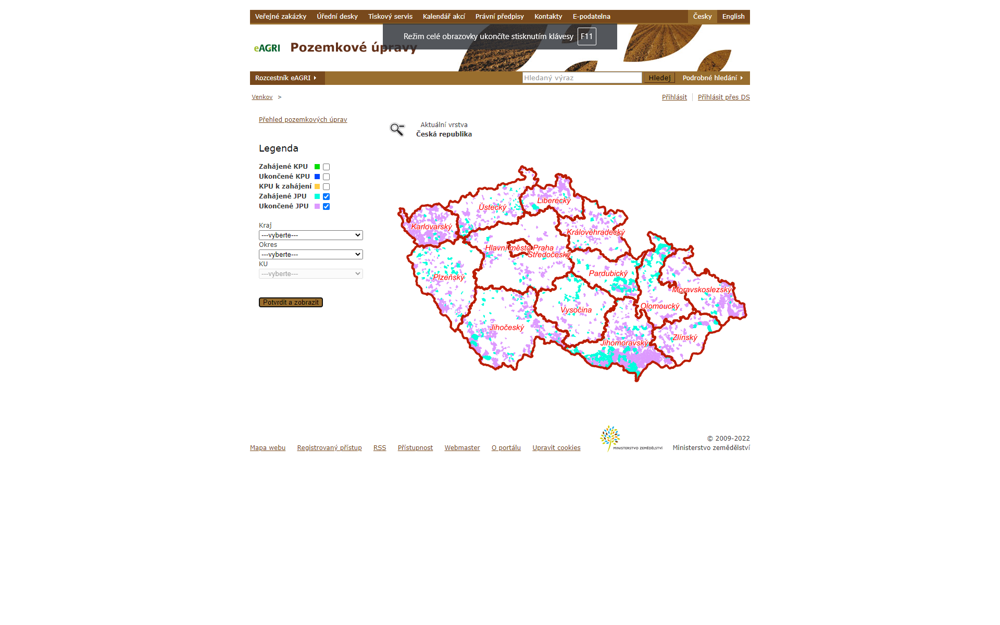 Veřejné zakázky Úřední desky Tiskový servis Kalendář akcí Právní předpisy Kontakty E-podatelna Česky English
Režim celé obrazovky ukončíte stisknutím klávesy F11
eAGRI Pozemkové úpravy
Rozcestník eAGRI Hledaný výraz Hledej Podrobné hledání
Venkov > Přihlásit Přihlásit přes DS
Přehled pozemkových úprav
Aktuální vrstva
Česká republika
Legenda
Zahájené KPU
Ukončené KPU
KPU k zahájení
Zahájené JPU
Ukončené JPU
Kraj
---vyberte---
Okres
---vyberte---
KU
---vyberte---
Potvrdit a zobrazit
Liberecký
Ústecký
Karlovarský
Královéhradecký
Hlavní město Praha
Středočeský
Pardubický
Plzeňský
Moravskoslezský
Olomoucký
Vysočina
Jihočeský
Zlínský
Jihomoravský
Mapa webu Registrovaný přístup RSS Přístupnost Webmaster O portálu Upravit cookies
MINISTERSTVO ZEMĚDĚLSTVÍ
© 2009-2022
Ministerstvo zemědělství